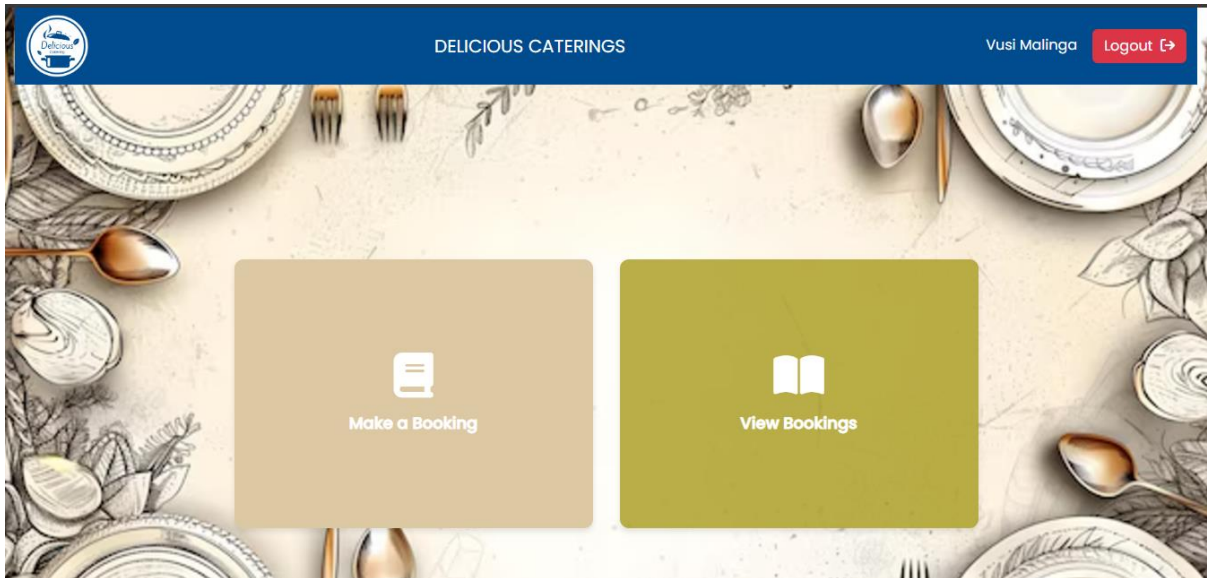 Delicious
DELICIOUS CATERINGS
Vusi Malinga
Logout
Make a Booking
View Bookings